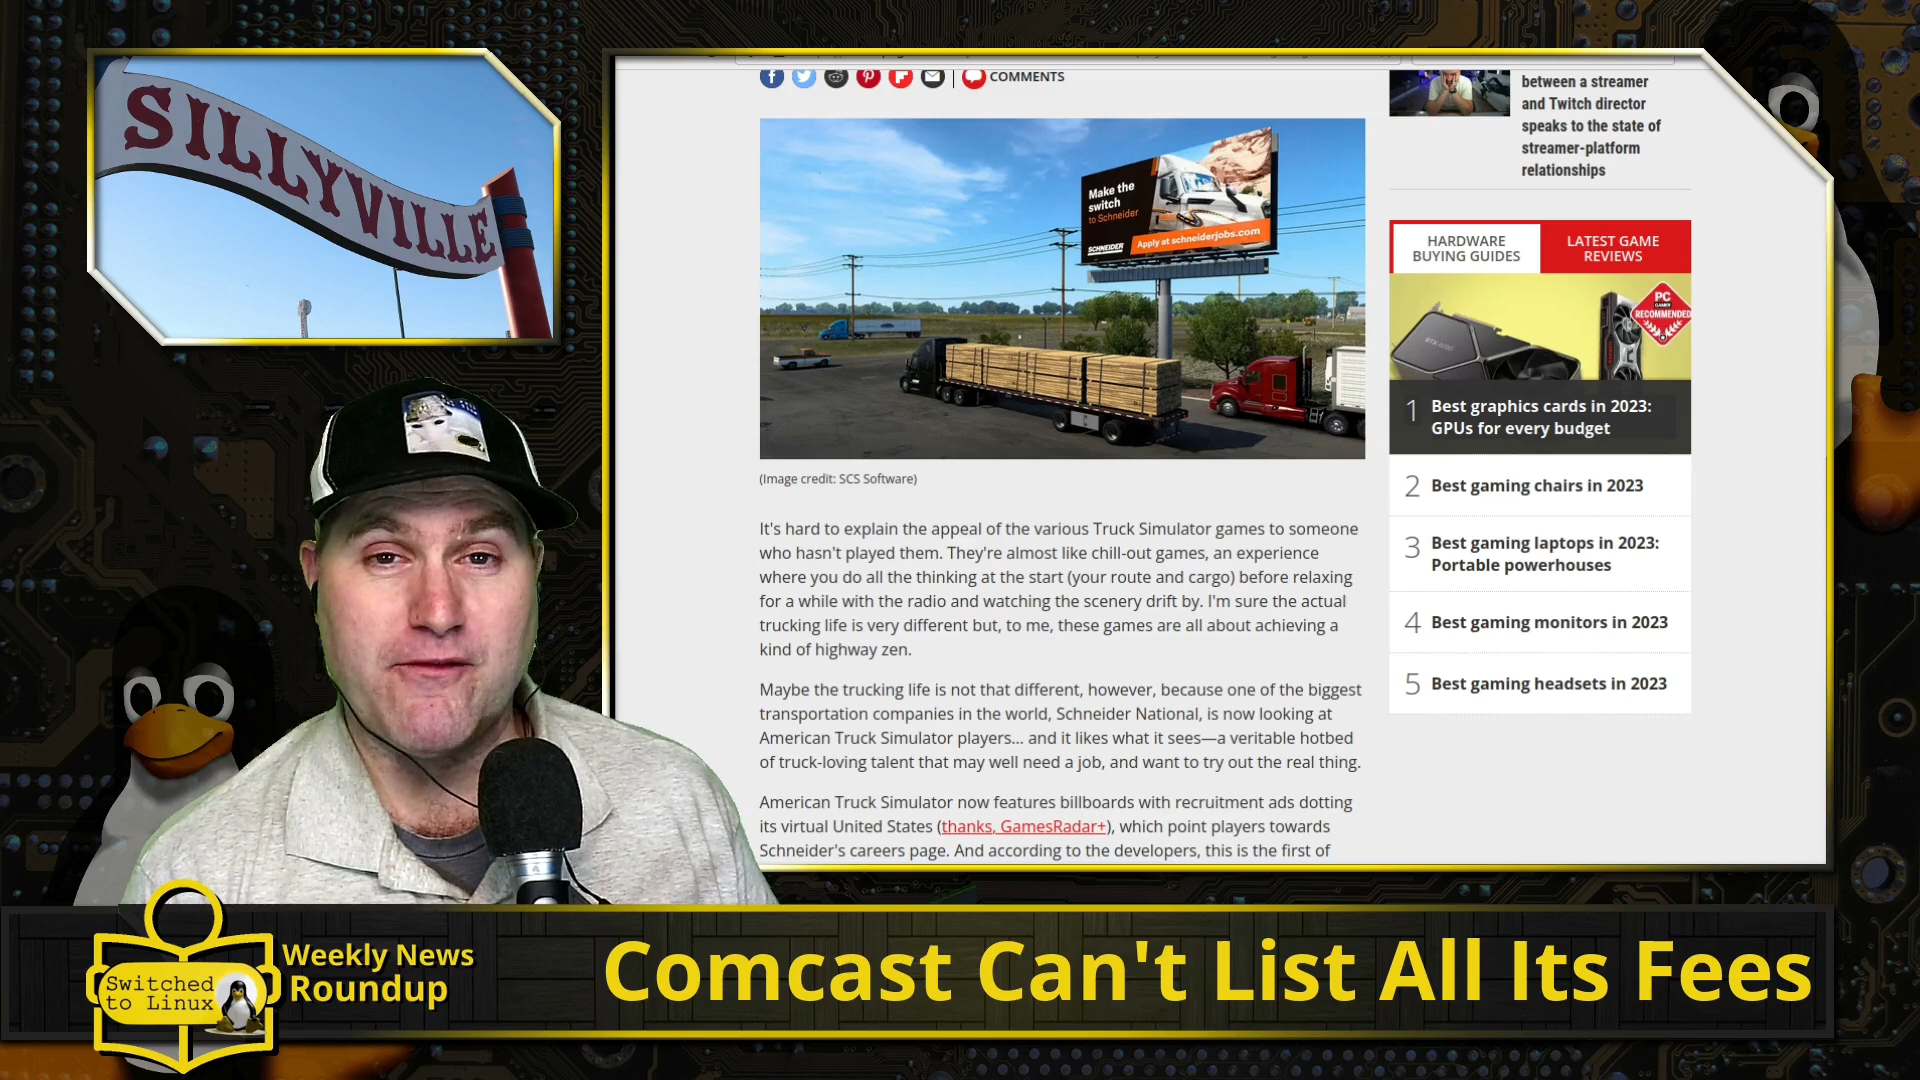 SILLYVILLE
COMMENTS
Make the
switch
to Schneider
SCHNEIDER
Apply at schneiderjobs.com
(Image credit: SCS Software)
It's hard to explain the appeal of the various Truck Simulator games to someone
who hasn't played them. They're almost like chill-out games, an experience
where you do all the thinking at the start (your route and cargo) before relaxing
for a while with the radio and watching the scenery drift by. I'm sure the actual
trucking life is very different but, to me, these games are all about achieving a
kind of highway zen.
Maybe the trucking life is not that different, however, because one of the biggest
transportation companies in the world, Schneider National, is now looking at
American Truck Simulator players... and it likes what it sees—a veritable hotbed
of truck-loving talent that may well need a job, and want to try out the real thing.
American Truck Simulator now features billboards with recruitment ads dotting
its virtual United States (thanks, GamesRadar+), which point players towards
Schneider's careers page. And according to the developers, this is the first of
between a streamer
and Twitch director
speaks to the state of
streamer-platform
relationships
HARDWARE
BUYING GUIDES
LATEST GAME
REVIEWS
PC
GAMER
RECOMMENDED
1 Best graphics cards in 2023:
GPUs for every budget
2 Best gaming chairs in 2023
3 Best gaming laptops in 2023:
Portable powerhouses
4 Best gaming monitors in 2023
5 Best gaming headsets in 2023
Switched
to Linux
Weekly News
Roundup
Comcast Can't List All Its Fees